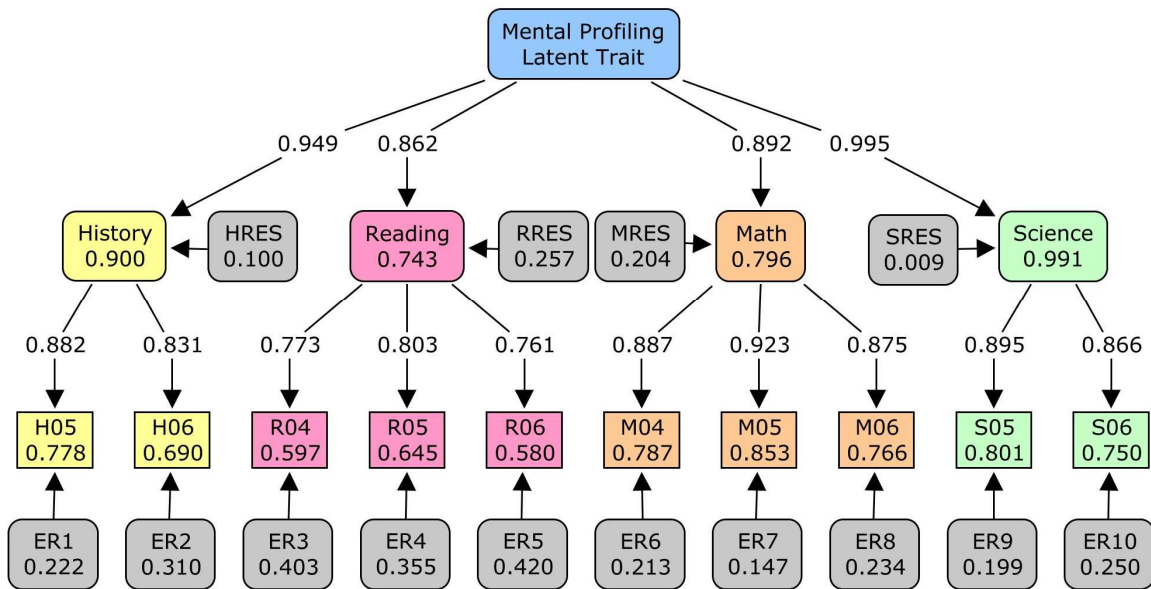 Mental Profiling
Latent Trait
0.949
0.862
0.892
0.995
History
0.900
HRES
0.100
Reading
0.743
RRES
0.257
MRES
0.204
Math
0.796
SRES
0.009
Science
0.991
0.882
0.831
0.773
0.803
0.761
0.887
0.923
0.875
0.895
0.866
H05
0.778
H06
0.690
R04
0.597
R05
0.645
R06
0.580
M04
0.787
M05
0.853
M06
0.766
S05
0.801
S06
0.750
ER1
0.222
ER2
0.310
ER3
0.403
ER4
0.355
ER5
0.420
ER6
0.213
ER7
0.147
ER8
0.234
ER9
0.199
ER10
0.250